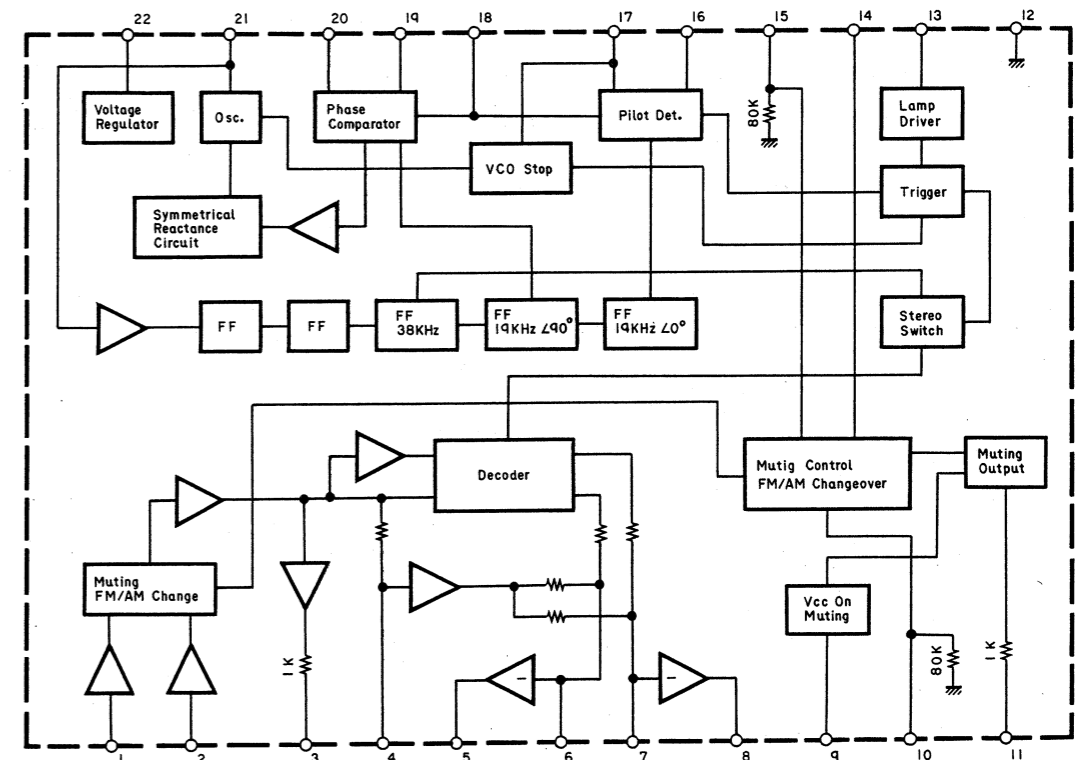 22
21
20
19
18
17
16
15
14
13
12
Voltage
Regulator
Osc.
Phase
Comparator
Pilot Det.
80K
Lamp
Driver
VCO Stop
Trigger
Symmetrical
Reactance
Circuit
FF
FF
FF
38KHz
FF
19KHz ∠90°
FF
19KHz ∠0°
Stereo
Switch
Decoder
Mutig Control
FM/AM Changeover
Muting
Output
Muting
FM/AM Change
Vcc On
Muting
1K
−
−
80K
1K
1
2
3
4
5
6
7
8
9
10
11